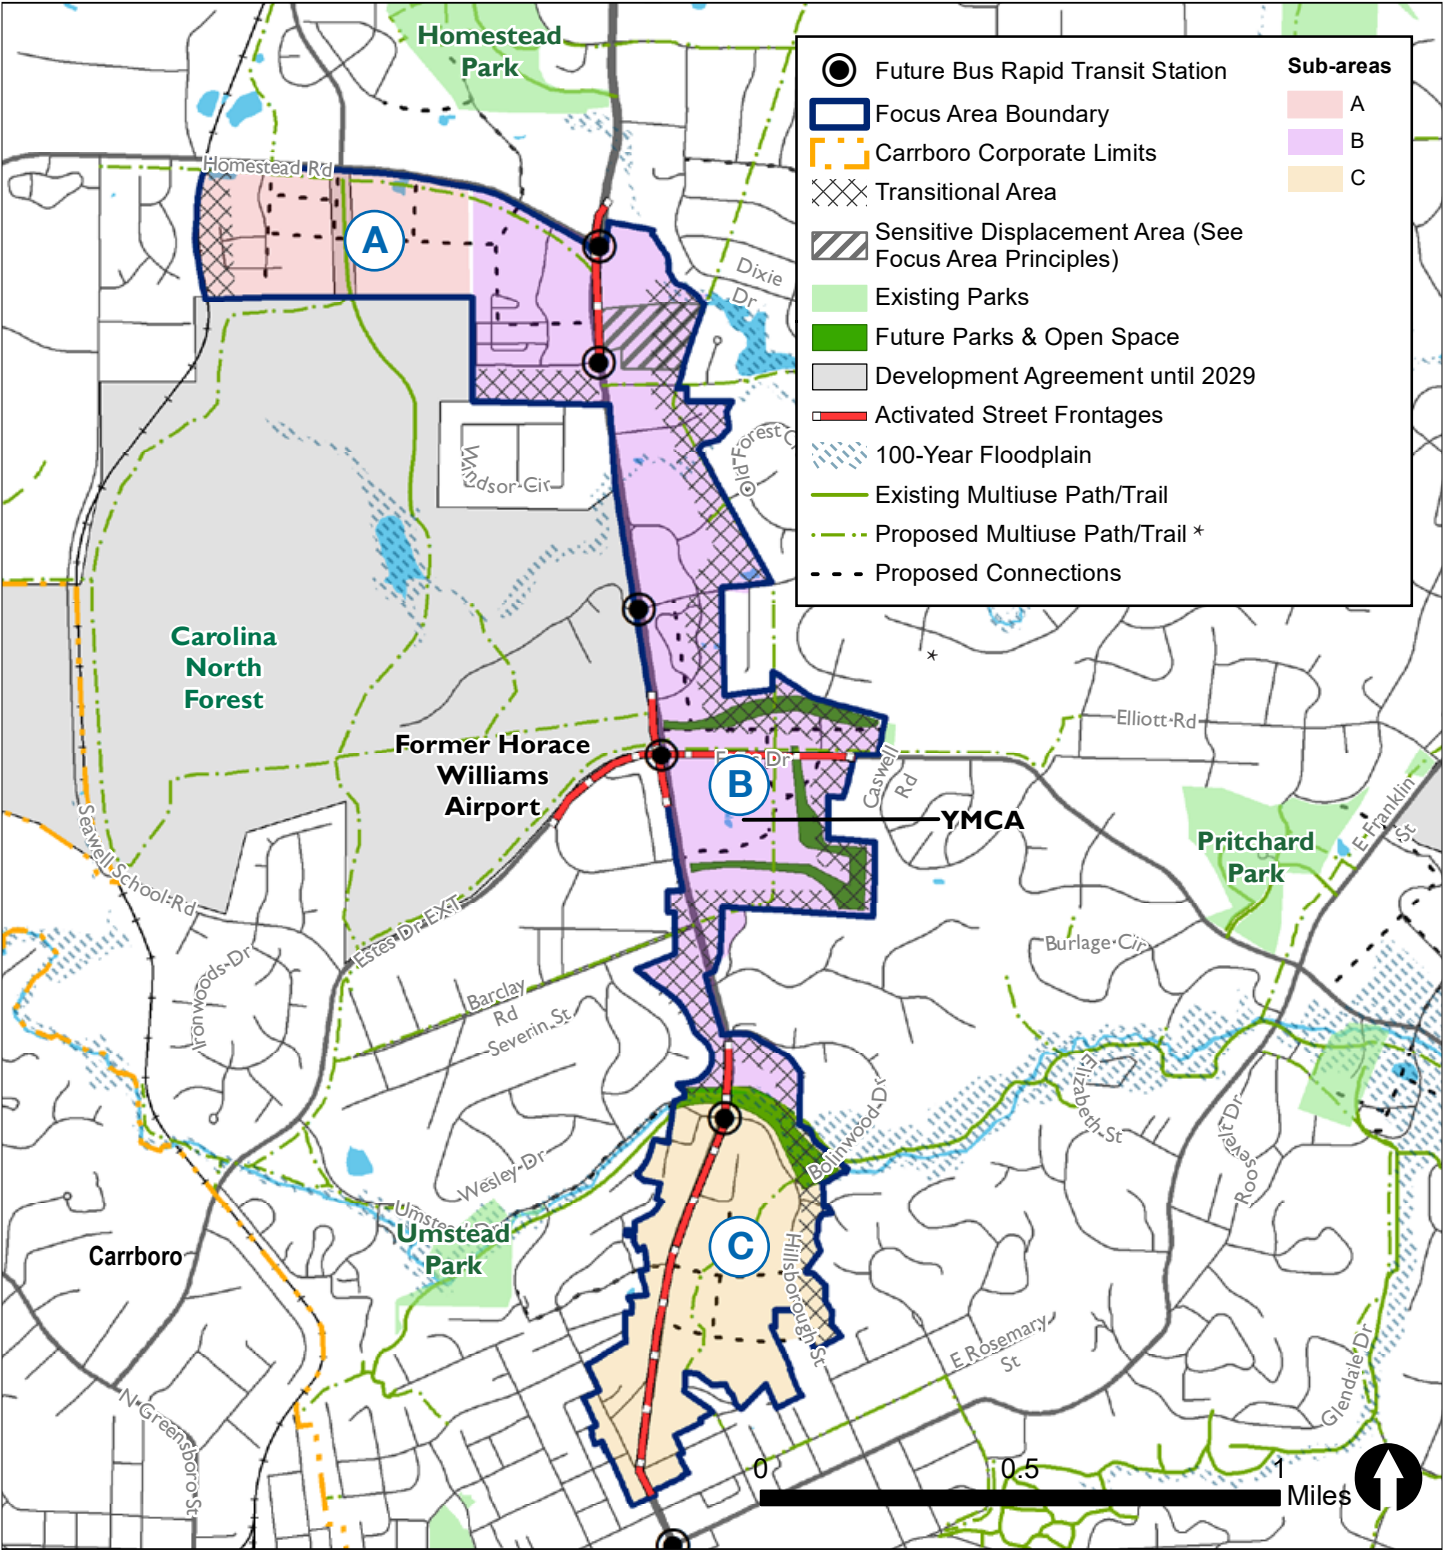 Homestead
Park
Future Bus Rapid Transit Station
Focus Area Boundary
Carrboro Corporate Limits
Transitional Area
Sensitive Displacement Area (See
Focus Area Principles)
Existing Parks
Future Parks & Open Space
Development Agreement until 2029
Activated Street Frontages
100-Year Floodplain
Existing Multiuse Path/Trail
Proposed Multiuse Path/Trail *
Proposed Connections
Sub-areas
A
B
C
Homestead Rd
A
Dixie
Dr
Forest
Pl
Windsor Cir
Carolina
North
Forest
*
Elliott Rd
Former Horace
Williams
Airport
Dr
B
Caswell
Rd
YMCA
E Franklin
St
Pritchard
Park
Seawell School Rd
Estes Dr EXT
Burlage Cir
Ironwoods Dr
Barclay
Rd
Severin St
Elizabeth St
Bolinwood Dr
Roosevelt Dr
Wesley Dr
Umstead Dr
Umstead
Park
Carrboro
C
Hillsborough St
E Rosemary
St
Glendale Dr
N Greensboro St
0
0.5
1
Miles